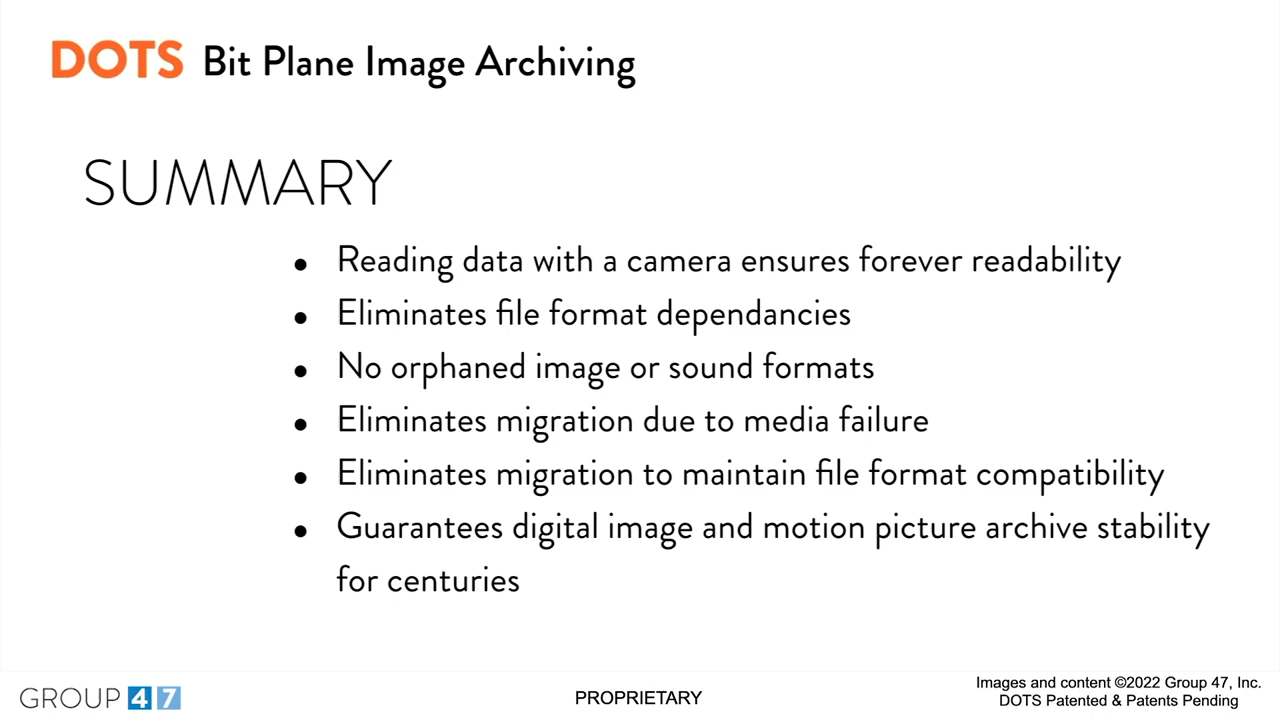 DOTS Bit Plane Image Archiving
SUMMARY
• Reading data with a camera ensures forever readability
• Eliminates file format dependancies
• No orphaned image or sound formats
• Eliminates migration due to media failure
• Eliminates migration to maintain file format compatibility
• Guarantees digital image and motion picture archive stability
for centuries
GROUP 47
PROPRIETARY
Images and content ©2022 Group 47, Inc.
DOTS Patented & Patents Pending